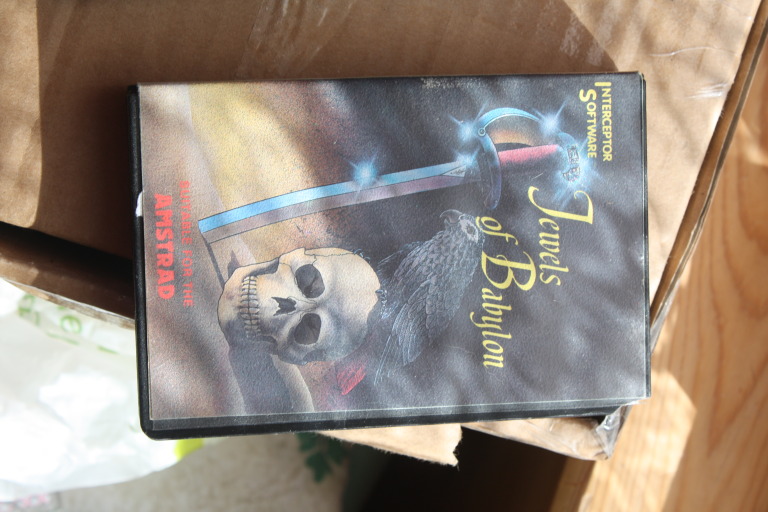 INTERCEPTOR
SOFTWARE
Jewels
of Babylon
SUITABLE FOR THE
AMSTRAD